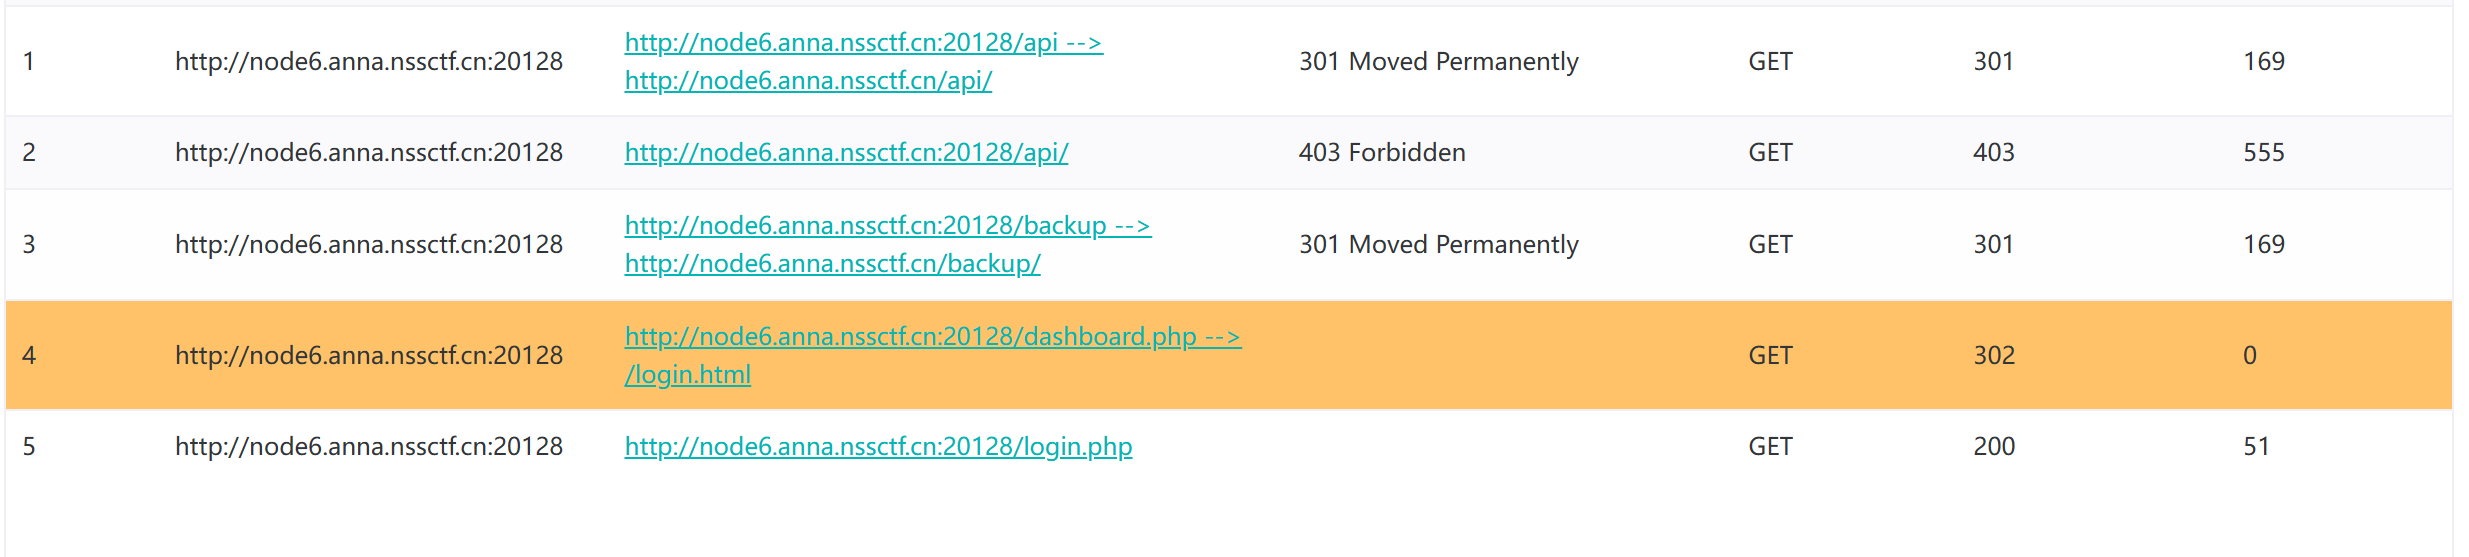 1 http://node6.anna.nssctf.cn:20128 http://node6.anna.nssctf.cn:20128/api --> 301 Moved Permanently GET 301 169
http://node6.anna.nssctf.cn/api/
2 http://node6.anna.nssctf.cn:20128 http://node6.anna.nssctf.cn:20128/api/ 403 Forbidden GET 403 555
3 http://node6.anna.nssctf.cn:20128 http://node6.anna.nssctf.cn:20128/backup --> 301 Moved Permanently GET 301 169
http://node6.anna.nssctf.cn/backup/
4 http://node6.anna.nssctf.cn:20128 http://node6.anna.nssctf.cn:20128/dashboard.php --> GET 302 0
/login.html
5 http://node6.anna.nssctf.cn:20128 http://node6.anna.nssctf.cn:20128/login.php GET 200 51